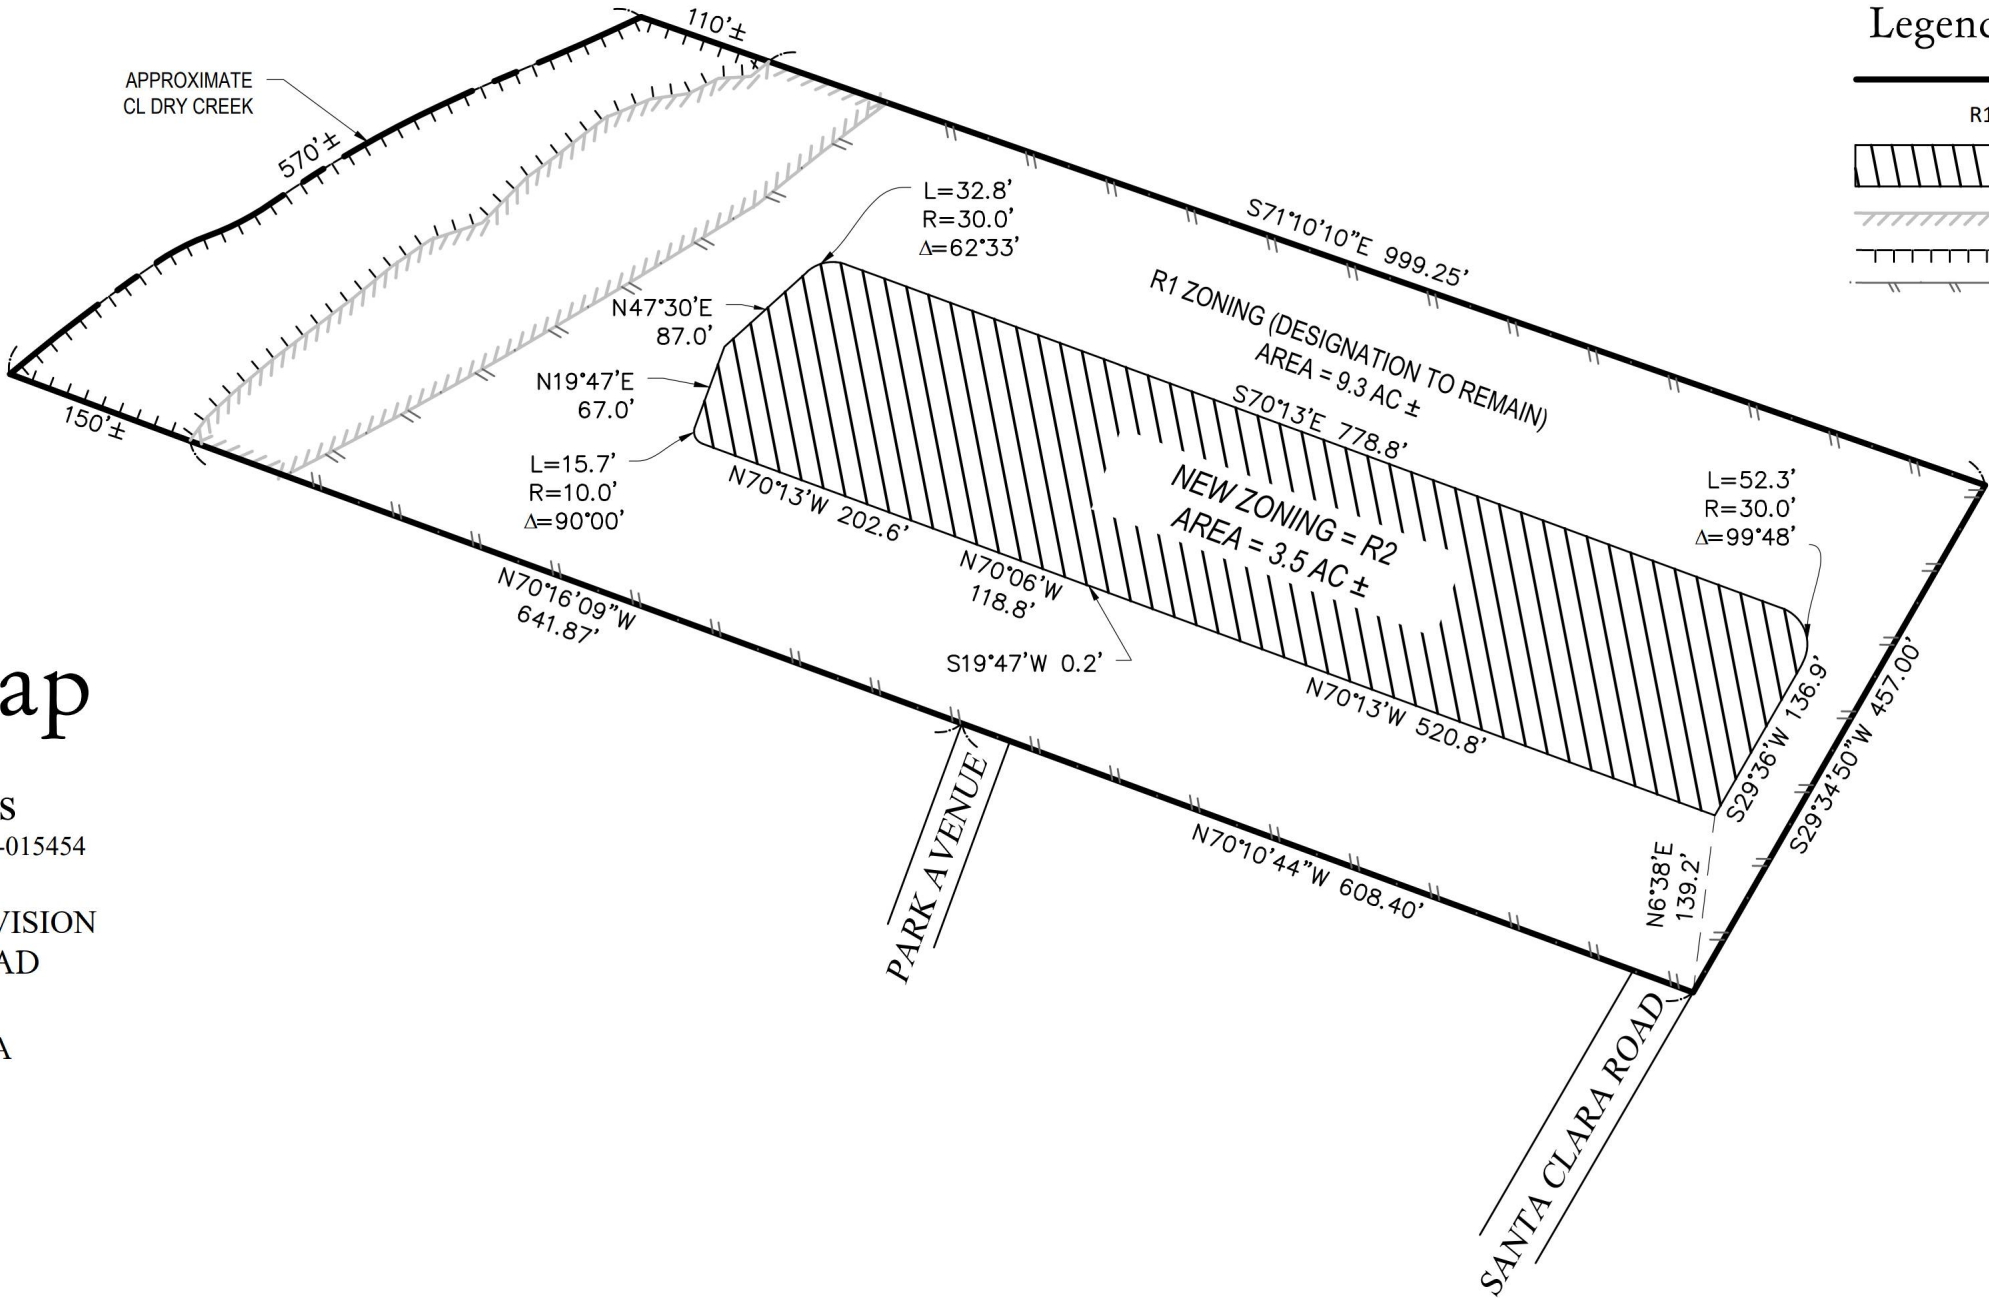 110'±
Legend
APPROXIMATE
CL DRY CREEK
570'±
R1
L=32.8'
R=30.0'
Δ=62°33'
S71°10'10"E 999.25'
R1 ZONING (DESIGNATION TO REMAIN)
AREA = 9.3 AC ±
N47°30'E
87.0'
N19°47'E
67.0'
S70°13'E 778.8'
150'±
L=15.7'
R=10.0'
Δ=90°00'
N70°13'W 202.6'
NEW ZONING = R2
AREA = 3.5 AC ±
L=52.3'
R=30.0'
Δ=99°48'
N70°16'09"W
641.87'
N70°06'W
118.8'
S19°47'W 0.2'
N70°13'W 520.8'
S29°36'W 136.9'
S29°34'50"W 457.00'
ap
s
-015454
PARK AVENUE
N70°10'44"W 608.40'
N6°38'E
139.2'
VISION
AD
A
SANTA CLARA ROAD